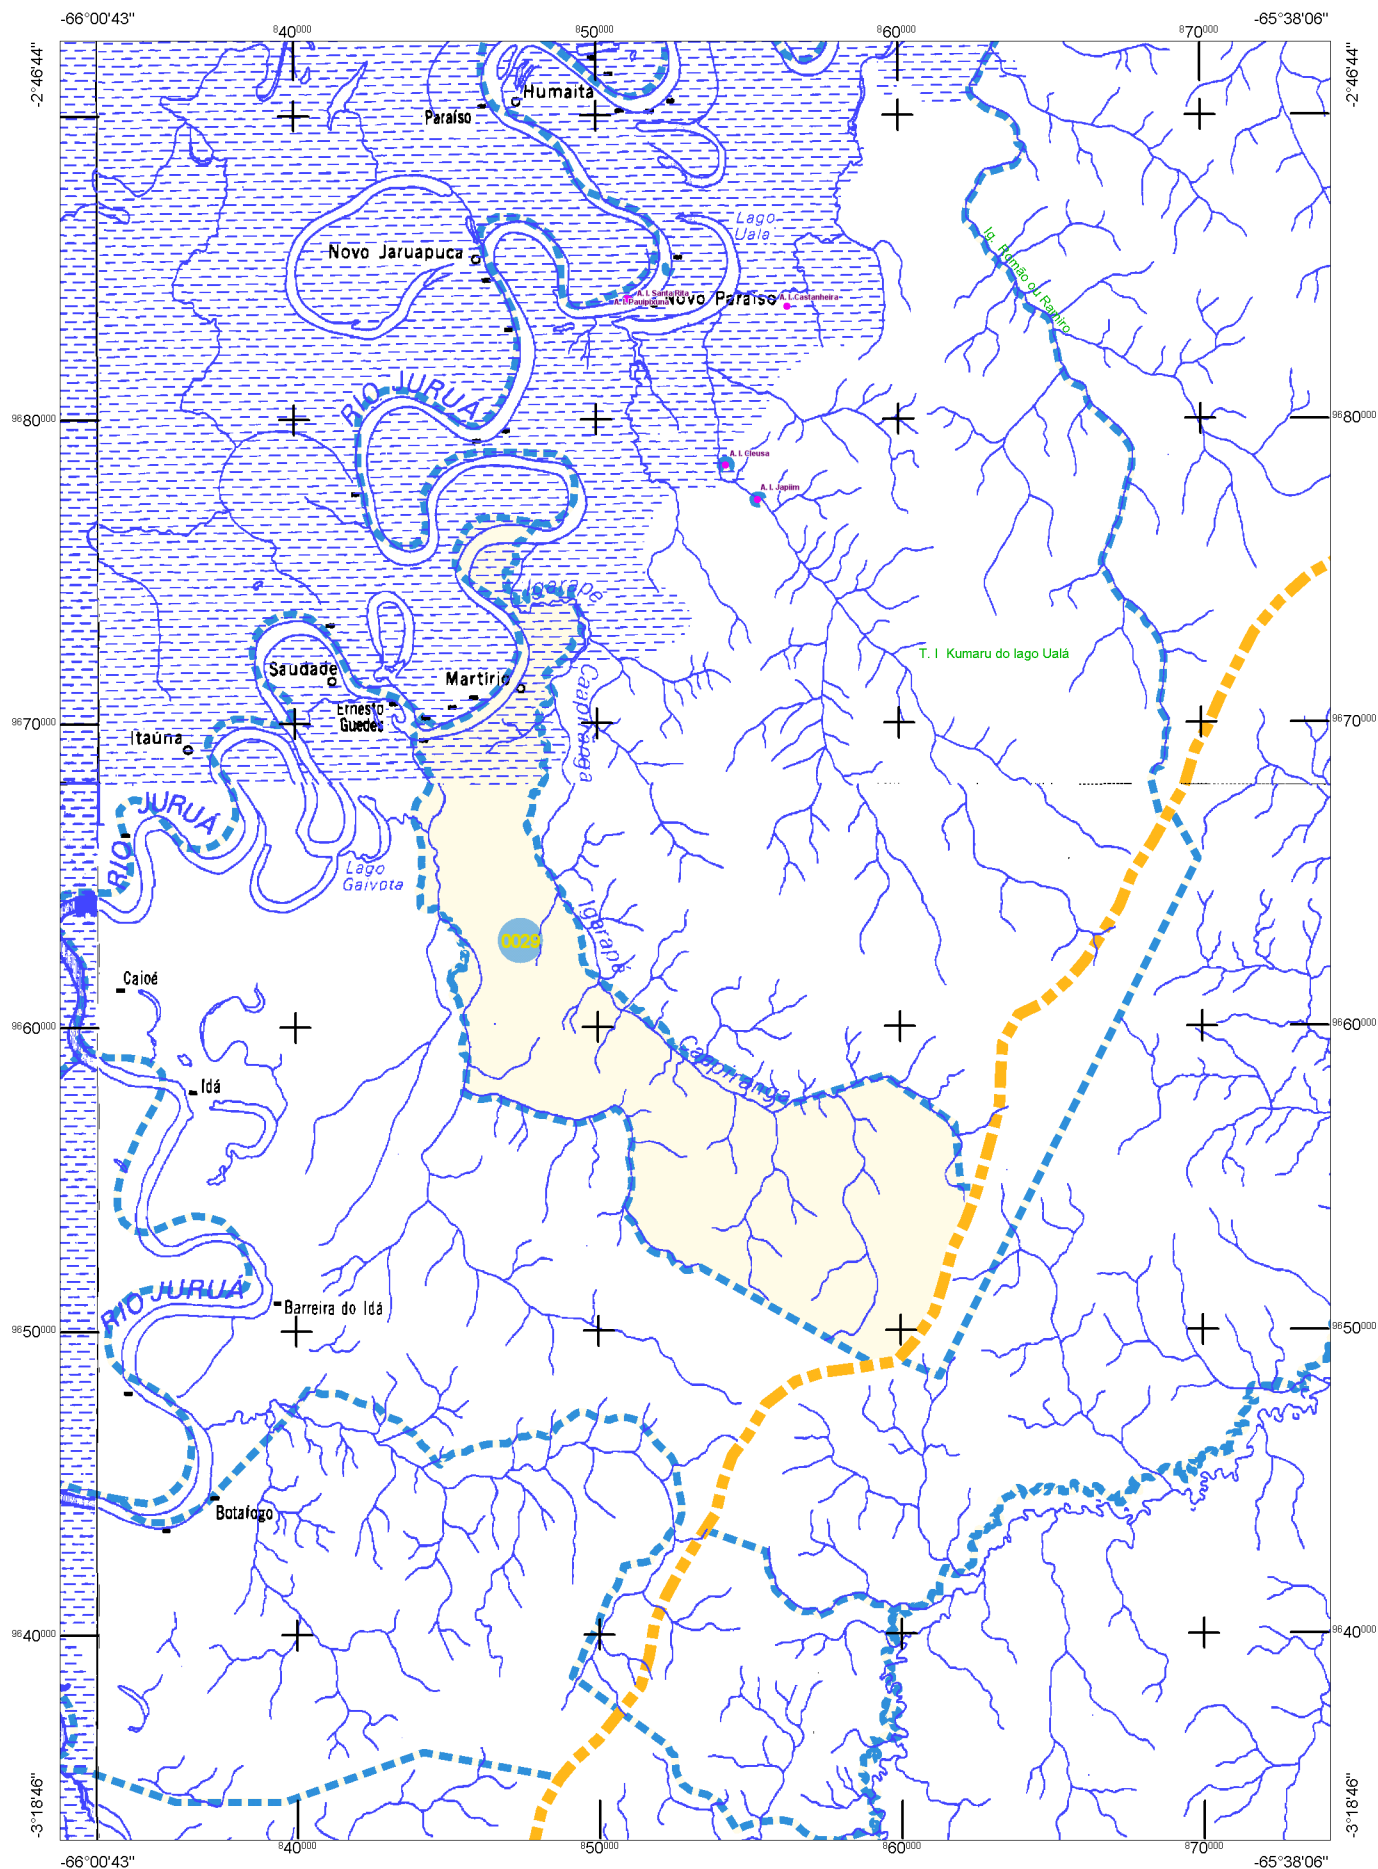 -66°00'43"
-65°38'06"
840000
850000
860000
870000
-2°46'44"
-2°46'44"
Humaitá
Paraíso
Lago
Uala
Novo Jaruapuca
Ig. Romão ou Ramiro
A. I. Santa Rita
A. I. Paupixuna
Novo Paraíso
A. I. Castanheira
RIO JURUÁ
9680000
9680000
A. I. Cleusa
A. I. Japiim
Igarapé
Caapiranga
T. I Kumaru do lago Ualá
Saudade
Martírio
Ernesto
Guedes
9670000
9670000
Itaúna
RIO JURUÁ
Lago
Gaivota
Igarapé
0029
Caioé
9660000
9660000
Caapiranga
Idá
RIO JURUÁ
Barreira do Idá
9650000
9650000
Botafogo
9640000
9640000
-3°18'46"
-3°18'46"
840000
850000
860000
870000
-66°00'43"
-65°38'06"